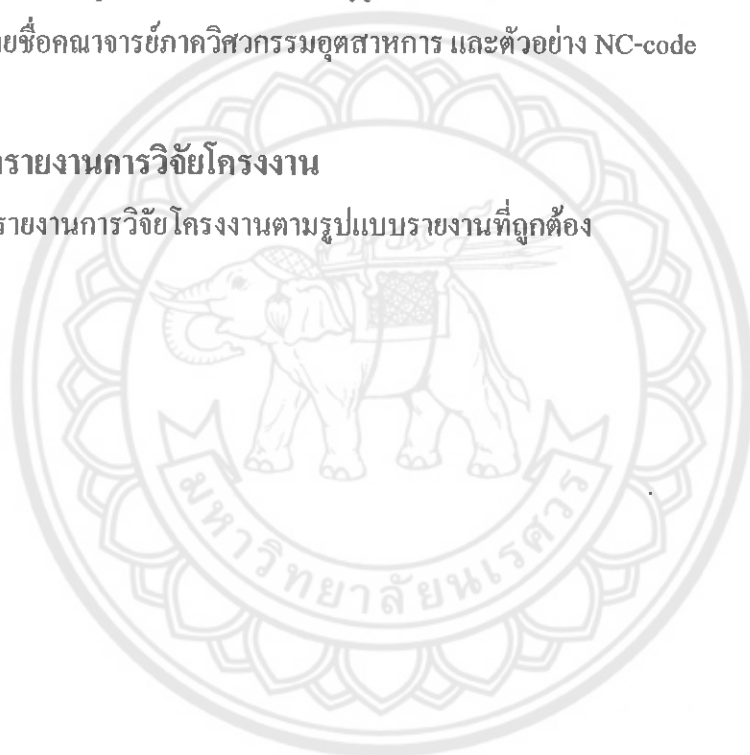 ยชื่อคณาจารย์ภาควิศวกรรมอุตสาหการ และตัวอย่าง NC-code
ารายงานการวิจัยโครงงาน
รายงานการวิจัยโครงงานตามรูปแบบรายงานที่ถูกต้อง
มหาวิทยาลัยนเรศวร